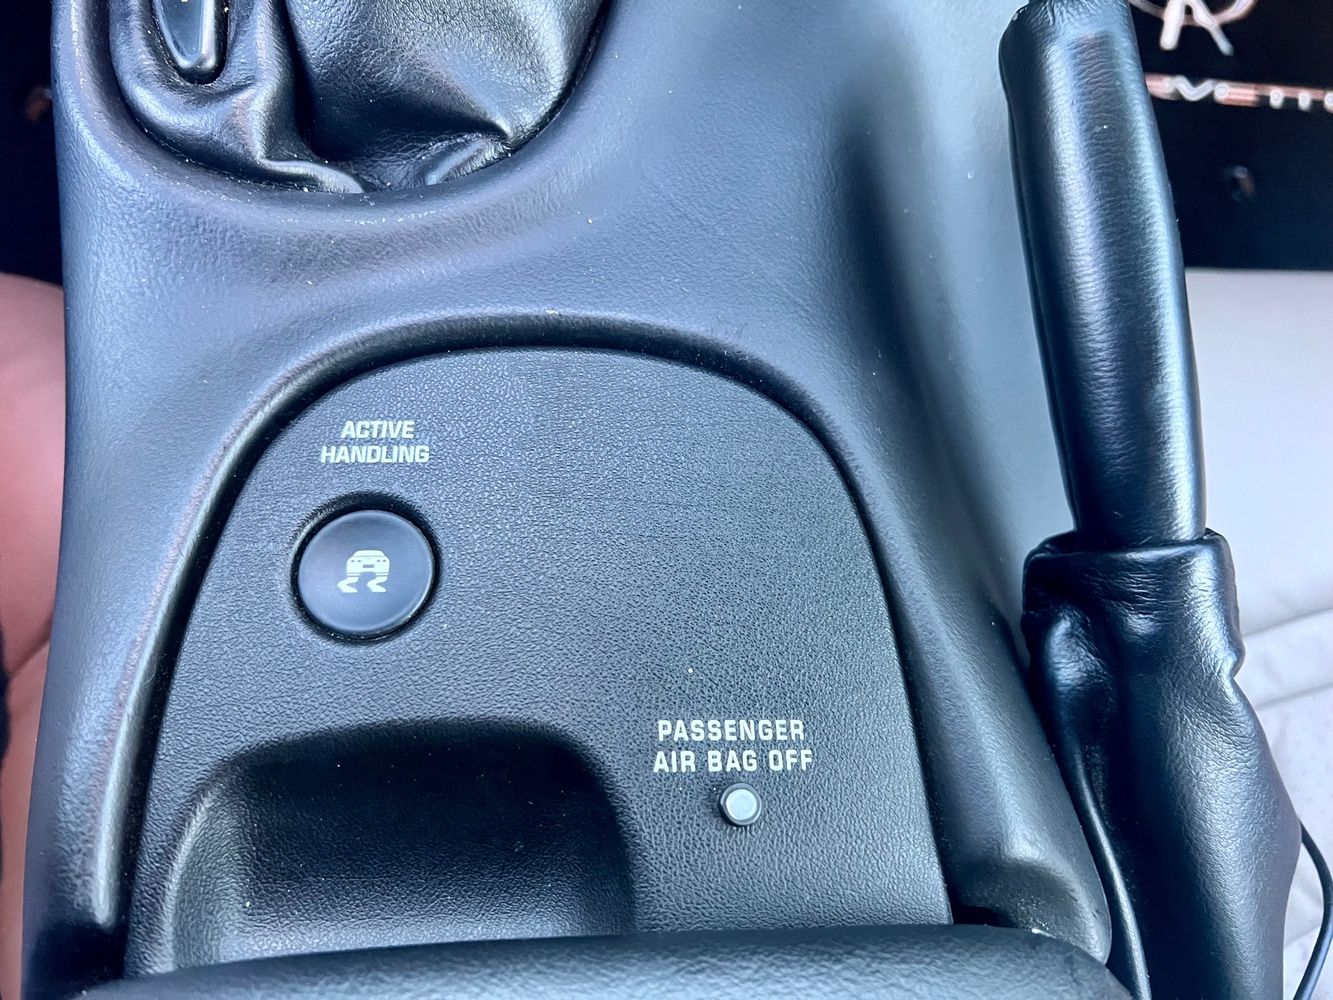 ACTIVE
HANDLING
PASSENGER
AIR BAG OFF